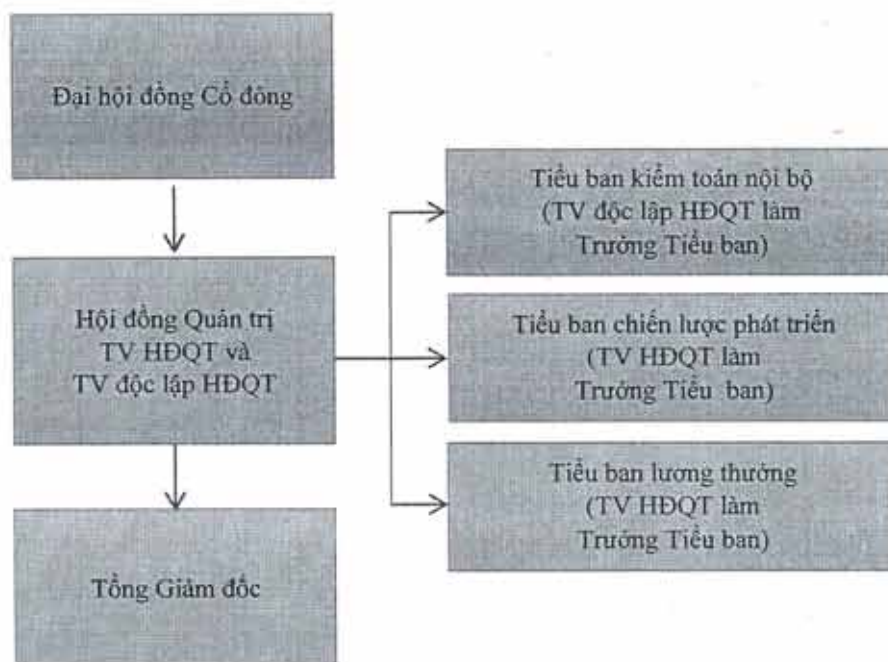 Đại hội đồng Cổ đông
Hội đồng Quản trị
TV HĐQT và
TV độc lập HĐQT
Tổng Giám đốc
Tiểu ban kiểm toán nội bộ
(TV độc lập HĐQT làm
Trưởng Tiểu ban)
Tiểu ban chiến lược phát triển
(TV HĐQT làm
Trưởng Tiểu ban)
Tiểu ban lương thưởng
(TV HĐQT làm
Trưởng Tiểu ban)